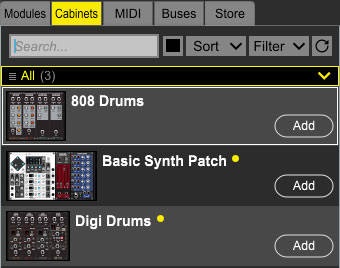 Modules Cabinets MIDI Buses Store
Search... Sort Filter
All (3)
808 Drums
Add
Basic Synth Patch
Add
Digi Drums
Add